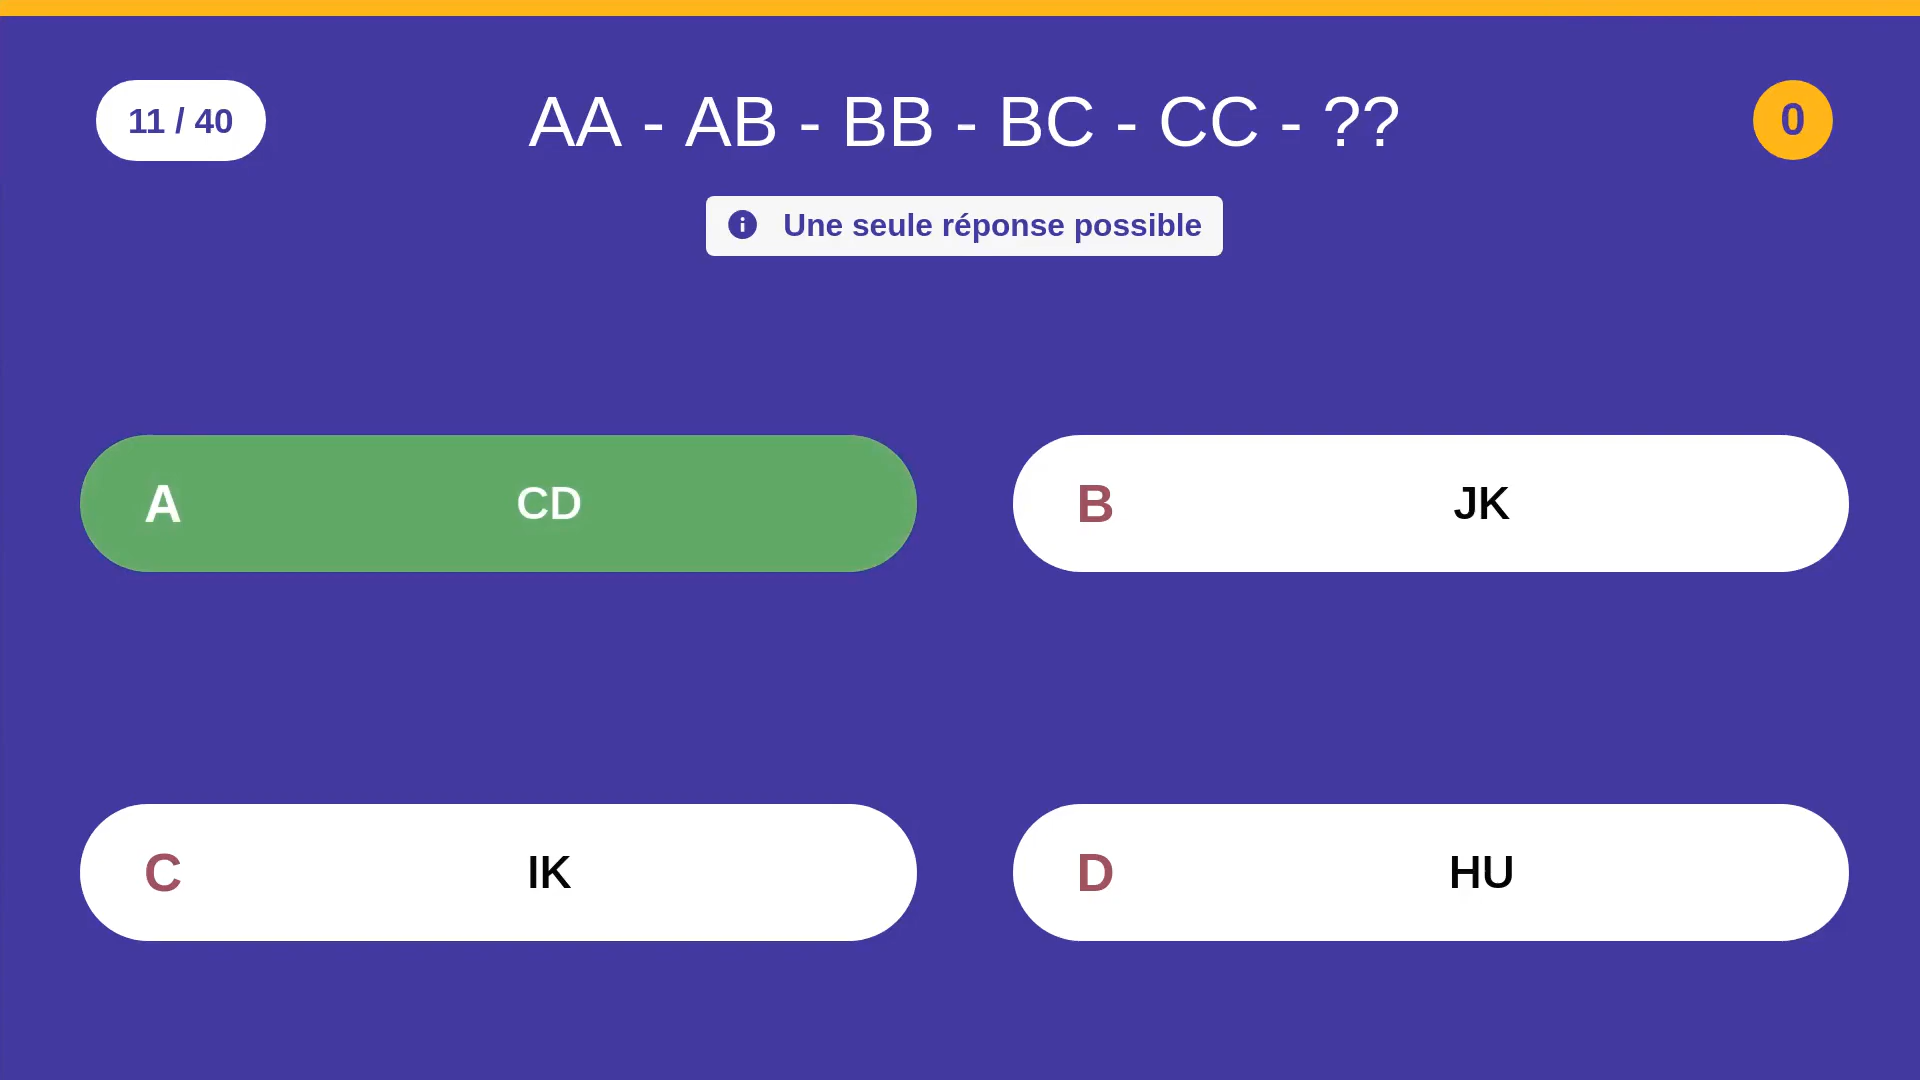 11 / 40
AA - AB - BB - BC - CC - ??
0
Une seule réponse possible
A CD
B JK
C IK
D HU